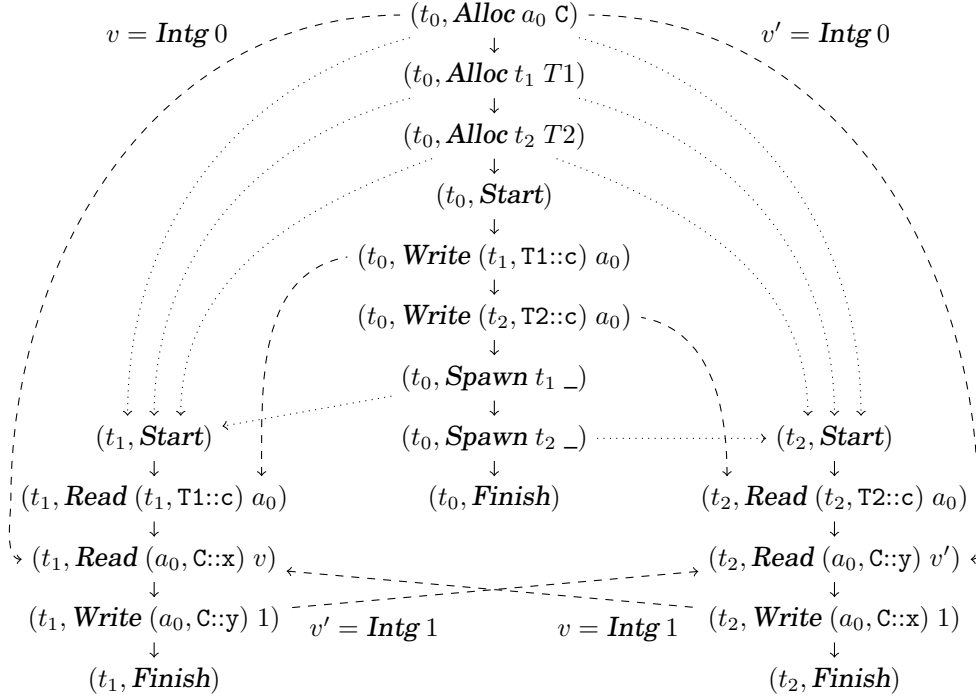 v = Intg 0 (t₀, Alloc a₀ C) v′ = Intg 0
(t₀, Alloc t₁ T1)
(t₀, Alloc t₂ T2)
(t₀, Start)
(t₀, Write (t₁, T1::c) a₀)
(t₀, Write (t₂, T2::c) a₀)
(t₀, Spawn t₁ _)
(t₁, Start) (t₀, Spawn t₂ _) (t₂, Start)
(t₁, Read (t₁, T1::c) a₀) (t₀, Finish) (t₂, Read (t₂, T2::c) a₀)
(t₁, Read (a₀, C::x) v) (t₂, Read (a₀, C::y) v′)
(t₁, Write (a₀, C::y) 1) v′ = Intg 1 v = Intg 1 (t₂, Write (a₀, C::x) 1)
(t₁, Finish) (t₂, Finish)